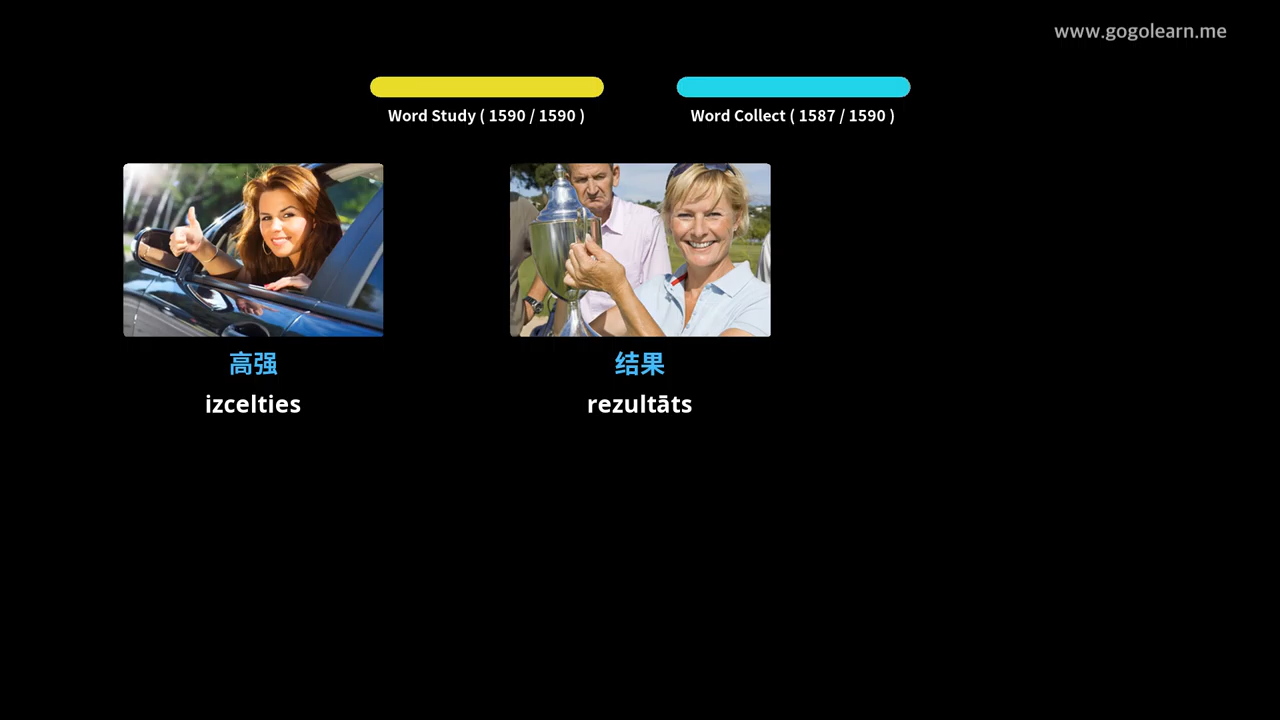 www.gogolearn.me
Word Study ( 1590 / 1590 )
Word Collect ( 1587 / 1590 )
高强
izcelties
结果
rezultāts